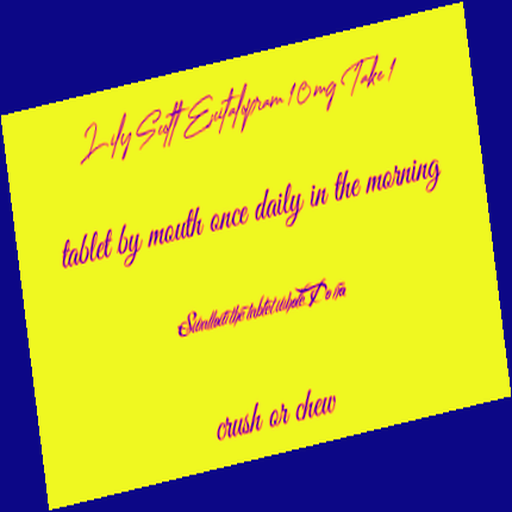 Lily Scott Escitalopram 10mg Take 1
tablet by mouth once daily in the morning
Swallow the tablet whole Do
crush or chew